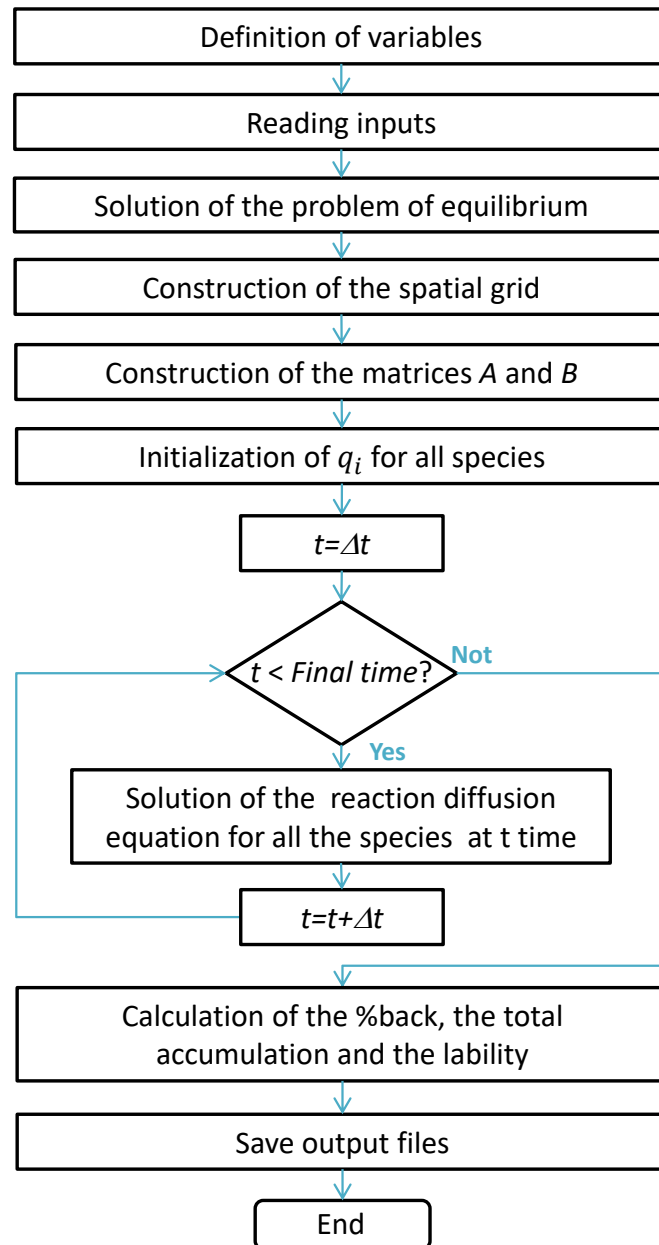 Definition of variables
Reading inputs
Solution of the problem of equilibrium
Construction of the spatial grid
Construction of the matrices A and B
Initialization of qᵢ for all species
t=Δt
t < Final time?
Not
Yes
Solution of the reaction diffusion
equation for all the species at t time
t=t+Δt
Calculation of the %back, the total
accumulation and the lability
Save output files
End